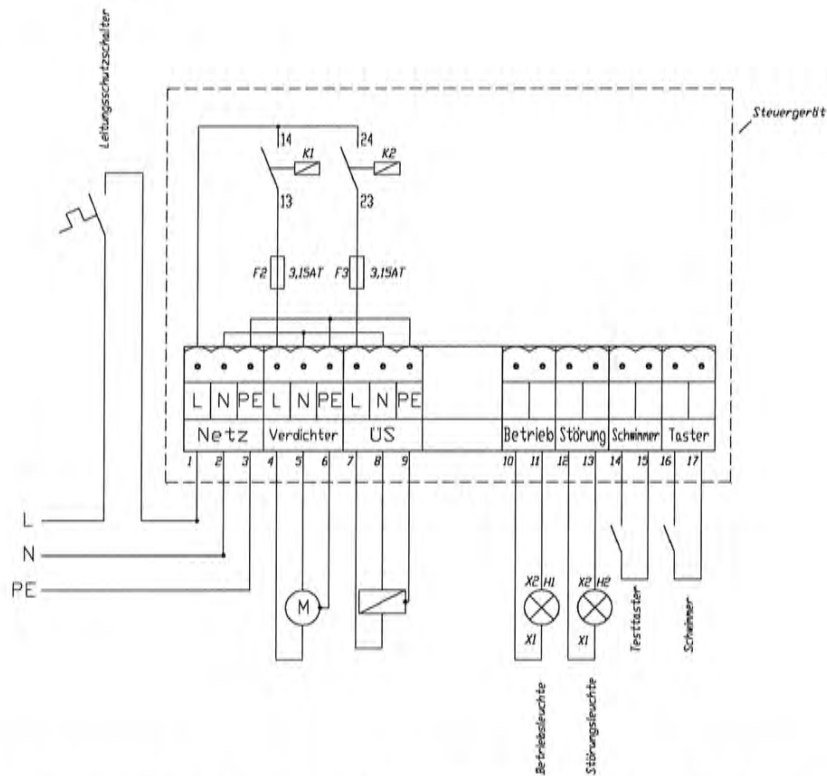 Leitungsschutzschalter
Steuergerät
14 K1 24 K2
13 23
F2 3,15AT F3 3,15AT
L N PE L N PE L N PE
Netz Verdichter ÜS Betrieb Störung Schwimmer Taster
1 2 3 4 5 6 7 8 9 10 11 12 13 14 15 16 17
L
N
PE
M
X2 H1 X2 H2
X1 X1
Testtaster
Schwimmer
Betriebsleuchte
Störungsleuchte